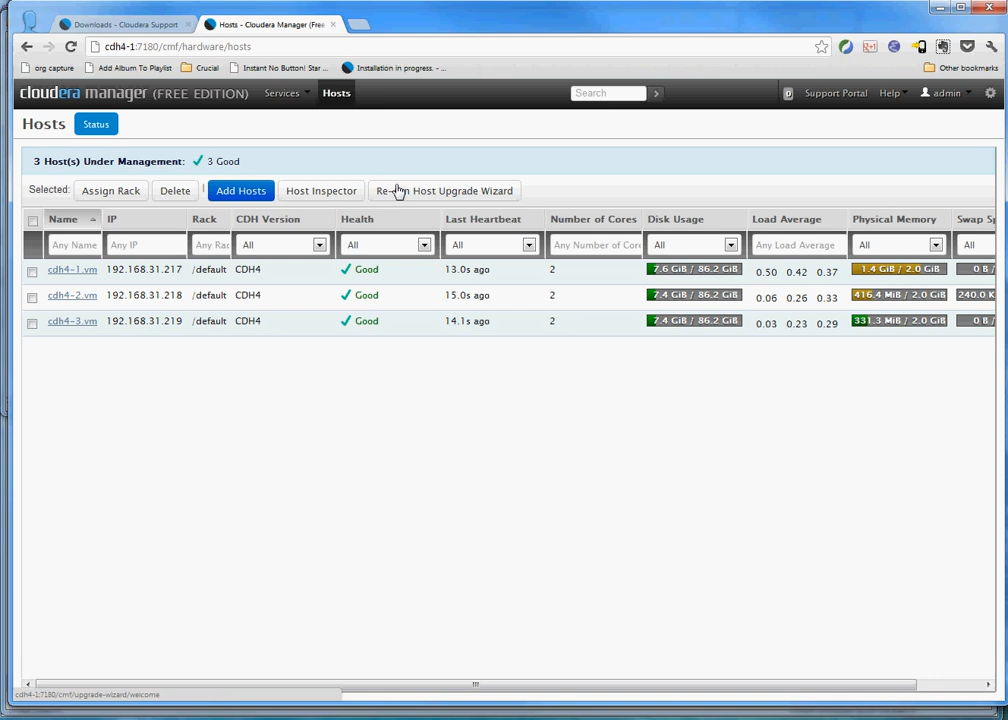 Downloads - Cloudera Support
Hosts - Cloudera Manager (Free
cdh4-1:7180/cmf/hardware/hosts
org capture
Add Album To Playlist
Crucial
Instant No Button! Star ...
Installation in progress. - ...
Other bookmarks
cloudera manager (FREE EDITION)
Services
Hosts
Search
Support Portal
Help
admin
Hosts
Status
3 Host(s) Under Management: 3 Good
Selected:
Assign Rack
Delete
Add Hosts
Host Inspector
Host Upgrade Wizard
Name IP Rack CDH Version Health Last Heartbeat Number of Cores Disk Usage Load Average Physical Memory Swap
Any Name Any IP Any All All All Any Number of All Any Load Average All All
cdh4-1.vm 192.168.31.217 /default CDH4 Good 13.0s ago 2 7.6 GiB / 86.2 GiB 0.50 0.42 0.37 1.4 GiB / 2.0 GiB 0 B /
cdh4-2.vm 192.168.31.218 /default CDH4 Good 15.0s ago 2 7.4 GiB / 86.2 GiB 0.06 0.26 0.33 416.4 MiB / 2.0 GiB 240.0 K
cdh4-3.vm 192.168.31.219 /default CDH4 Good 14.1s ago 2 7.4 GiB / 86.2 GiB 0.03 0.23 0.29 331.3 MiB / 2.0 GiB 0 B /
cdh4-1:7180/cmf/upgrade-wizard/welcome